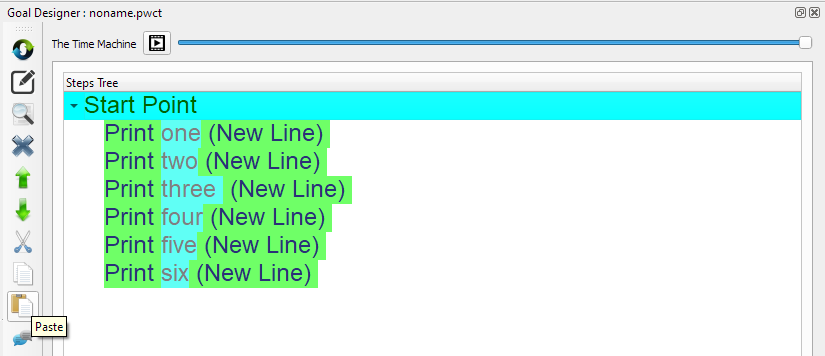 Goal Designer : noname.pwct
The Time Machine
Steps Tree
Start Point
Print one (New Line)
Print two (New Line)
Print three (New Line)
Print four (New Line)
Print five (New Line)
Print six (New Line)
Paste